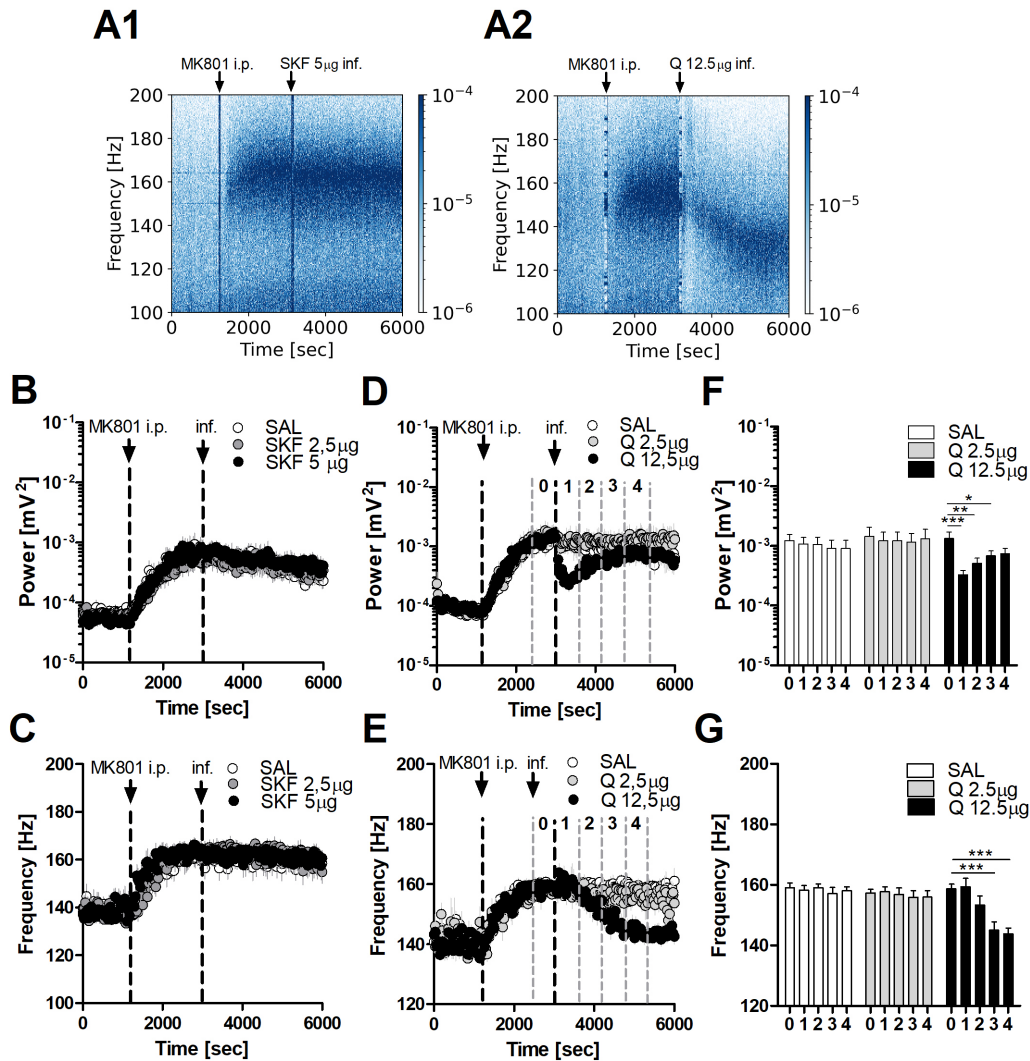 A1
A2
MK801 i.p.
SKF 5µg inf.
MK801 i.p.
Q 12.5µg inf.
Frequency [Hz]
200
180
160
140
120
100
10⁻⁴
10⁻⁵
10⁻⁶
0
2000
4000
6000
Time [sec]
Frequency [Hz]
200
180
160
140
120
100
10⁻⁴
10⁻⁵
10⁻⁶
0
2000
4000
6000
Time [sec]
B
MK801 i.p.
inf.
SAL
SKF 2,5µg
SKF 5 µg
Power [mV²]
10⁻¹
10⁻²
10⁻³
10⁻⁴
10⁻⁵
0
2000
4000
6000
Time [sec]
D
MK801 i.p.
inf.
SAL
Q 2,5µg
Q 12,5µg
0 1 2 3 4
Power [mV²]
10⁻¹
10⁻²
10⁻³
10⁻⁴
10⁻⁵
0
2000
4000
6000
Time [sec]
F
SAL
Q 2.5µg
Q 12.5µg
*
**
***
Power [mV²]
10⁻¹
10⁻²
10⁻³
10⁻⁴
10⁻⁵
0 1 2 3 4
0 1 2 3 4
0 1 2 3 4
C
MK801 i.p.
inf.
SAL
SKF 2,5µg
SKF 5µg
Frequency [Hz]
200
180
160
140
120
100
0
2000
4000
6000
Time [sec]
E
MK801 i.p.
inf.
SAL
Q 2,5µg
Q 12,5µg
0 1 2 3 4
Frequency [Hz]
200
180
160
140
120
0
2000
4000
6000
Time [sec]
G
SAL
Q 2.5µg
Q 12.5µg
***
***
Frequency [Hz]
200
180
160
140
120
0 1 2 3 4
0 1 2 3 4
0 1 2 3 4